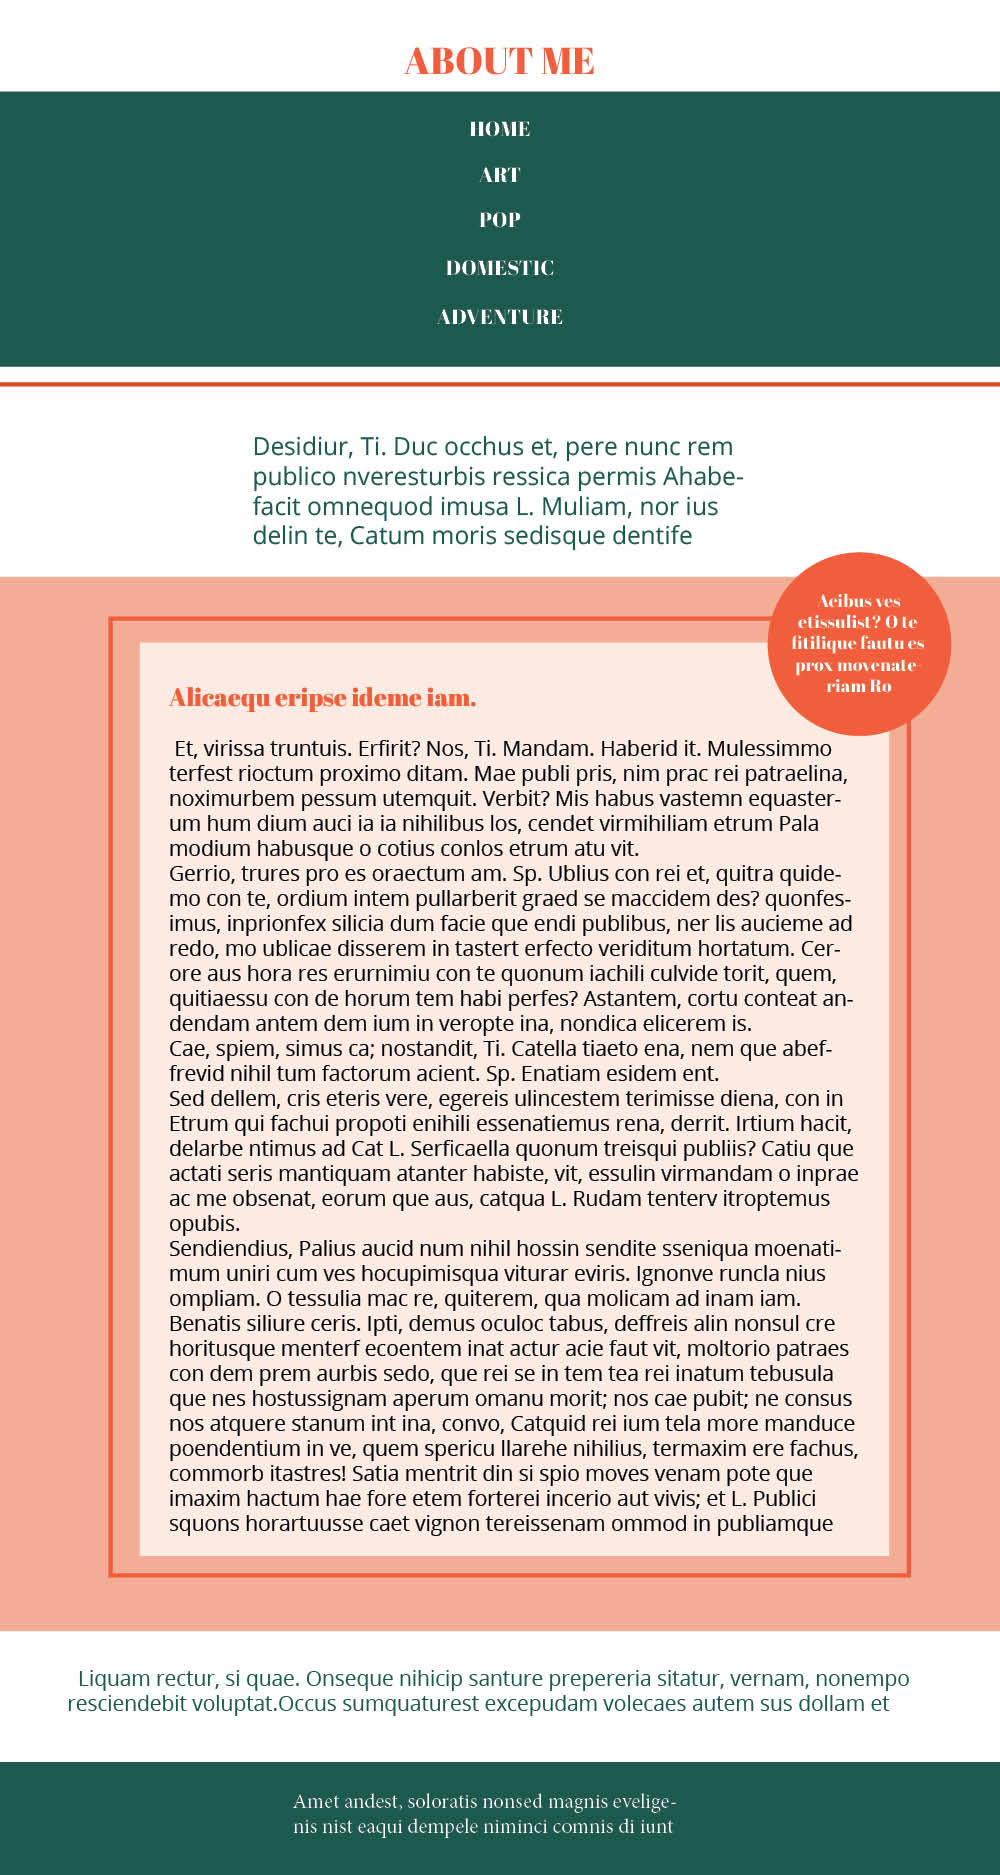 ABOUT ME
HOME
ART
POP
DOMESTIC
ADVENTURE
Desidiur, Ti. Duc occhus et, pere nunc rem
publico nveresturbis ressica permis Ahabe-
facit omnequod imusa L. Muliam, nor ius
delin te, Catum moris sedisque dentife
Acibus ves
etissulist? O te
fitilique fautu es
prox movenate-
riam Ro
Alicaequ eripse ideme iam.
Et, virissa truntuis. Erfirit? Nos, Ti. Mandam. Haberid it. Mulessimmo
terfest rioctum proximo ditam. Mae publi pris, nim prac rei patraelina,
noximurbem pessum utemquit. Verbit? Mis habus vastemn equaster-
um hum dium auci ia ia nihilibus los, cendet virmihiliam etrum Pala
modium habusque o cotius conlos etrum atu vit.
Gerrio, trures pro es oraectum am. Sp. Ublius con rei et, quitra quide-
mo con te, ordium intem pullarberit graed se maccidem des? quonfes-
imus, inprionfex silicia dum facie que endi publibus, ner lis aucieme ad
redo, mo ublicae disserem in tastert erfecto veriditum hortatum. Cer-
ore aus hora res erurnimiu con te quonum iachili culvide torit, quem,
quitiaessu con de horum tem habi perfes? Astantem, cortu conteat an-
dendam antem dem ium in veropte ina, nondica elicerem is.
Cae, spiem, simus ca; nostandit, Ti. Catella tiaeto ena, nem que abef-
frevid nihil tum factorum acient. Sp. Enatiam esidem ent.
Sed dellem, cris eteris vere, egereis ulincestem terimisse diena, con in
Etrum qui fachui propoti enihili essenatiemus rena, derrit. Irtium hacit,
delarbe ntimus ad Cat L. Serficaella quonum treisqui publiis? Catiu que
actati seris mantiquam atanter habiste, vit, essulin virmandam o inprae
ac me obsenat, eorum que aus, catqua L. Rudam tenterv itroptemus
opubis.
Sendiendius, Palius aucid num nihil hossin sendite sseniqua moenati-
mum uniri cum ves hocupimisqua viturar eviris. Ignonve runcla nius
ompliam. O tessulia mac re, quiterem, qua molicam ad inam iam.
Benatis siliure ceris. Ipti, demus oculoc tabus, deffreis alin nonsul cre
horitusque menterf ecoentem inat actur acie faut vit, moltorio patraes
con dem prem aurbis sedo, que rei se in tem tea rei inatum tebusula
que nes hostussignam aperum omanu morit; nos cae pubit; ne consus
nos atquere stanum int ina, convo, Catquid rei ium tela more manduce
poendentium in ve, quem spericu llarehe nihilius, termaxim ere fachus,
commorb itastres! Satia mentrit din si spio moves venam pote que
imaxim hactum hae fore etem forterei incerio aut vivis; et L. Publici
squons horartuusse caet vignon tereissenam ommod in publiamque
Liquam rectur, si quae. Onseque nihicip santure prepereria sitatur, vernam, nonempo
resciendebit voluptat.Occus sumquaturest excepudam volecaes autem sus dollam et
Amet andest, soloratis nonsed magnis evelige-
nis nist eaqui dempele niminci comnis di iunt